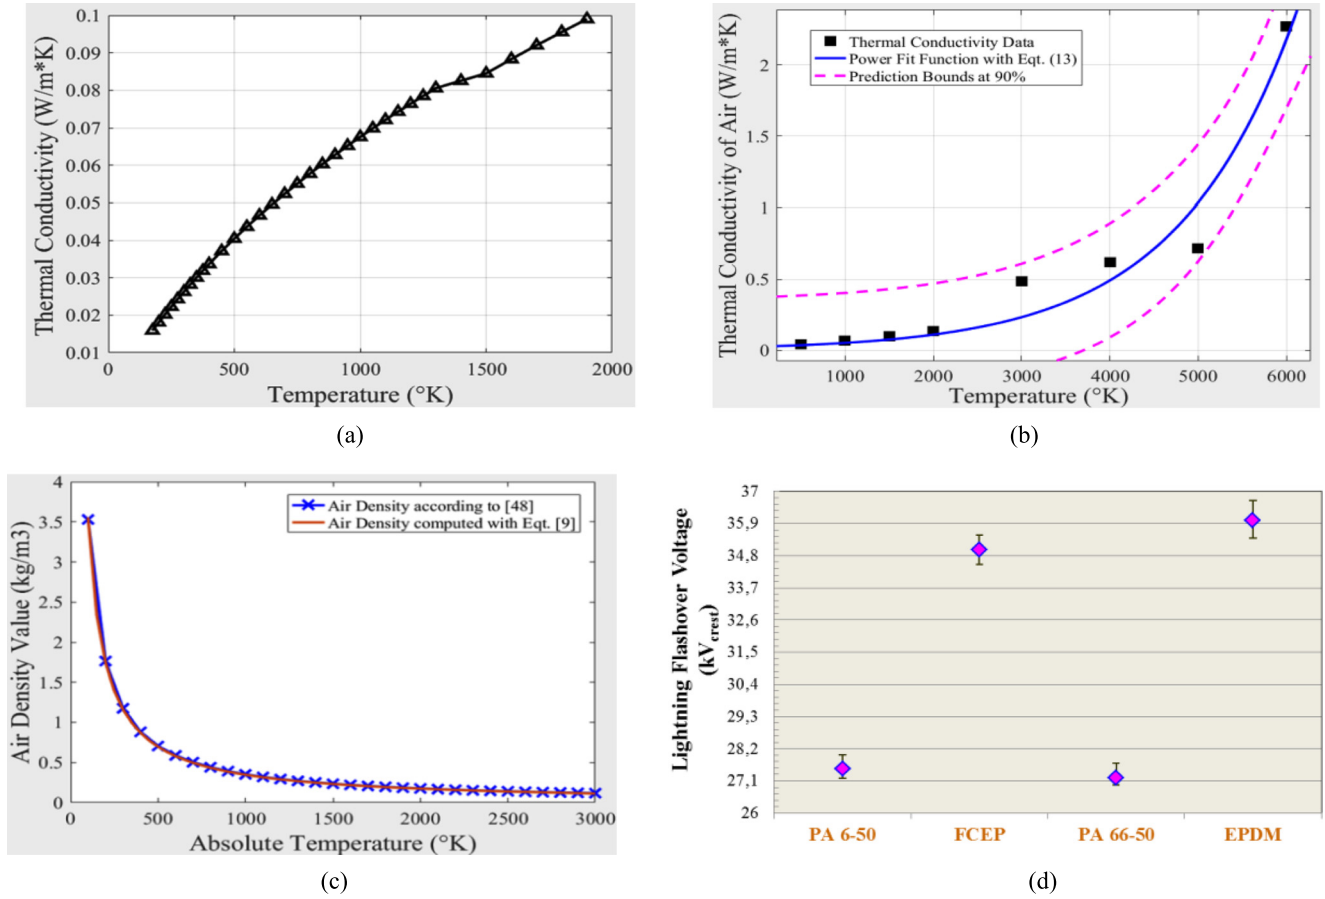 0.1
0.09
0.08
0.07
0.06
0.05
0.04
0.03
0.02
0.01
Thermal Conductivity (W/m*K)
0 500 1000 1500 2000
Temperature (°K)
(a)
Thermal Conductivity Data
Power Fit Function with Eqt. (13)
Prediction Bounds at 90%
2
1.5
1
0.5
0
Thermal Conductivity of Air (W/m*K)
1000 2000 3000 4000 5000 6000
Temperature (°K)
(b)
Air Density according to [48]
Air Density computed with Eqt. [9]
4
3.5
3
2.5
2
1.5
1
0.5
0
Air Density Value (kg/m3)
0 500 1000 1500 2000 2500 3000
Absolute Temperature (°K)
(c)
37
35,9
34,8
33,7
32,6
31,5
30,4
29,3
28,2
27,1
26
Lightning Flashover Voltage
(kVcrest)
PA 6-50 FCEP PA 66-50 EPDM
(d)